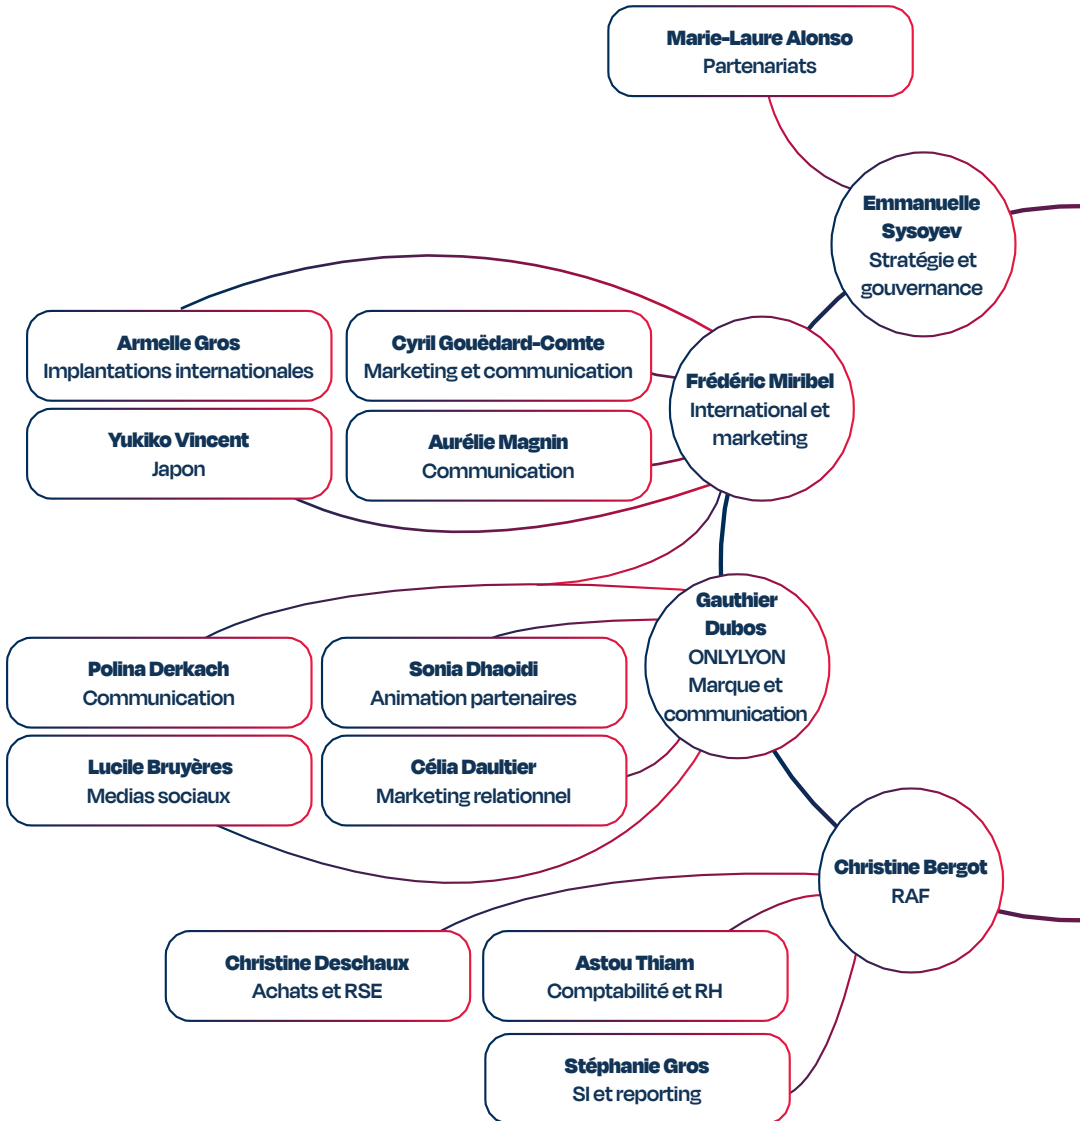 Marie-Laure Alonso
Partenariats
Emmanuelle
Sysoyev
Stratégie et
gouvernance
Armelle Gros
Implantations internationales
Cyril Gouëdard-Comte
Marketing et communication
Frédéric Miribel
International et
marketing
Yukiko Vincent
Japon
Aurélie Magnin
Communication
Gauthier
Dubos
ONLYLYON
Marque et
communication
Polina Derkach
Communication
Sonia Dhaoidi
Animation partenaires
Lucile Bruyères
Medias sociaux
Célia Daultier
Marketing relationnel
Christine Bergot
RAF
Christine Deschaux
Achats et RSE
Astou Thiam
Comptabilité et RH
Stéphanie Gros
SI et reporting